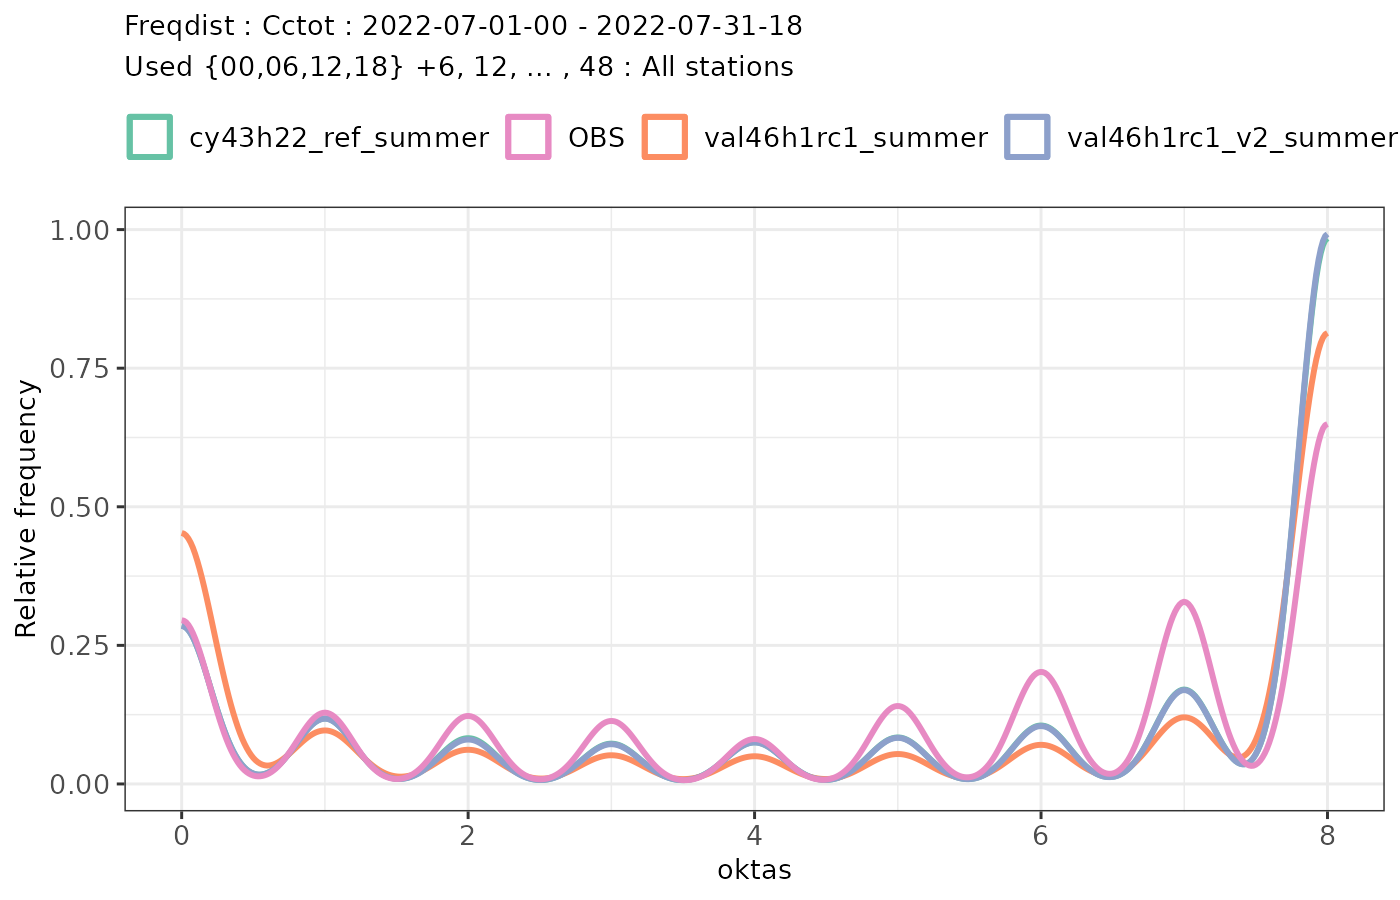 Freqdist : Cctot : 2022-07-01-00 - 2022-07-31-18
Used {00,06,12,18} +6, 12, ... , 48 : All stations
cy43h22_ref_summer OBS val46h1rc1_summer val46h1rc1_v2_summer
1.00
0.75
0.50
0.25
0.00
Relative frequency
0 2 4 6 8
oktas